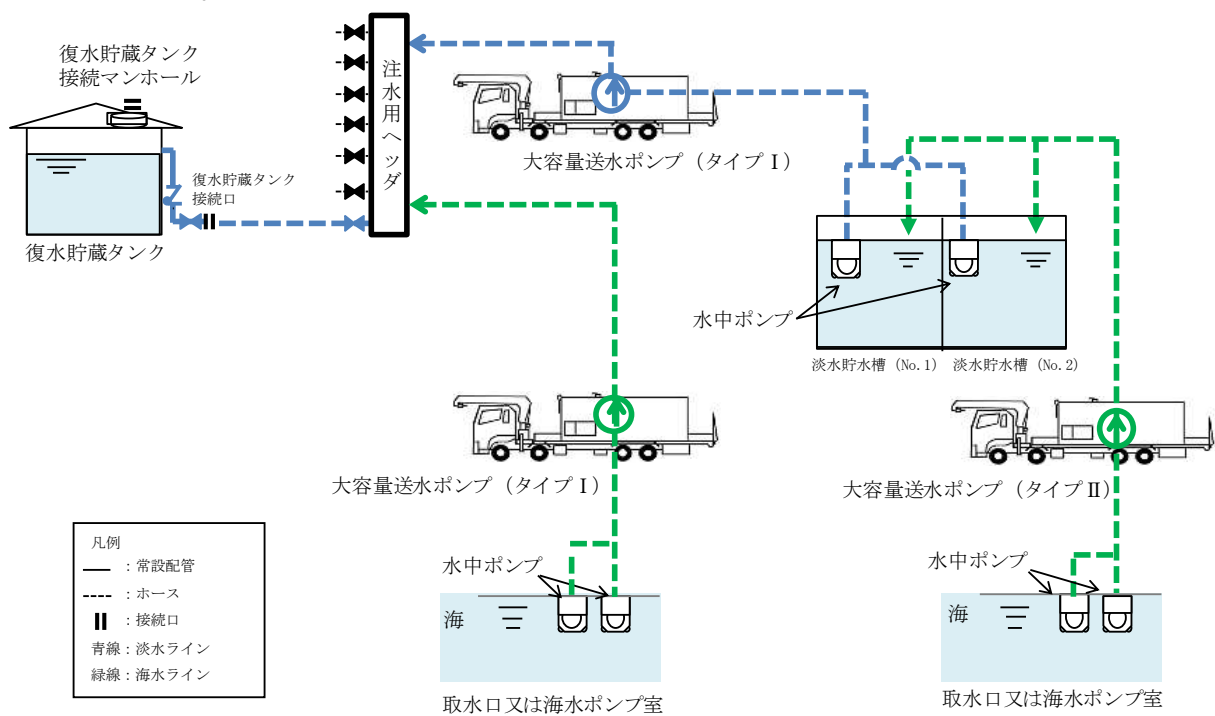 復水貯蔵タンク
接続マンホール
注水用ヘッダ
大容量送水ポンプ（タイプⅠ）
復水貯蔵タンク
接続口
復水貯蔵タンク
水中ポンプ
淡水貯水槽（No.1）
淡水貯水槽（No.2）
大容量送水ポンプ（タイプⅠ）
大容量送水ポンプ（タイプⅡ）
凡例
：常設配管
：ホース
：接続口
青線：淡水ライン
緑線：海水ライン
水中ポンプ
海
取水口又は海水ポンプ室
水中ポンプ
海
取水口又は海水ポンプ室